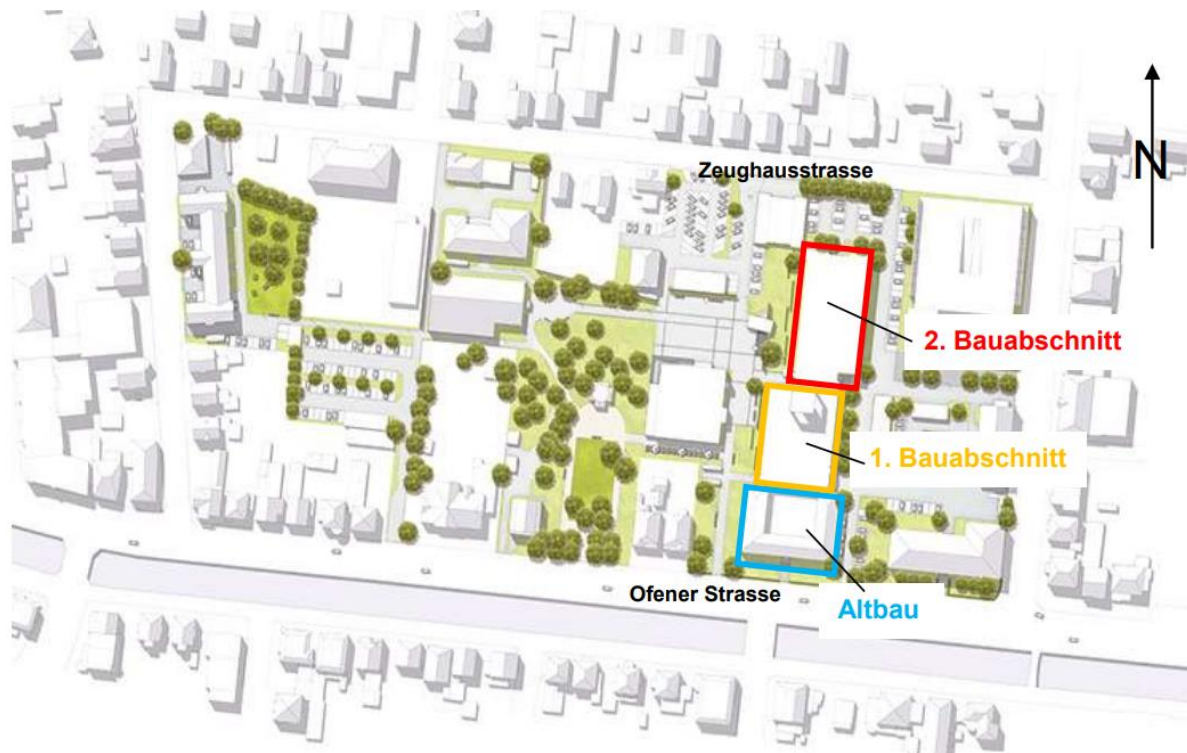 Zeughausstrasse
N
2. Bauabschnitt
1. Bauabschnitt
Ofener Strasse
Altbau